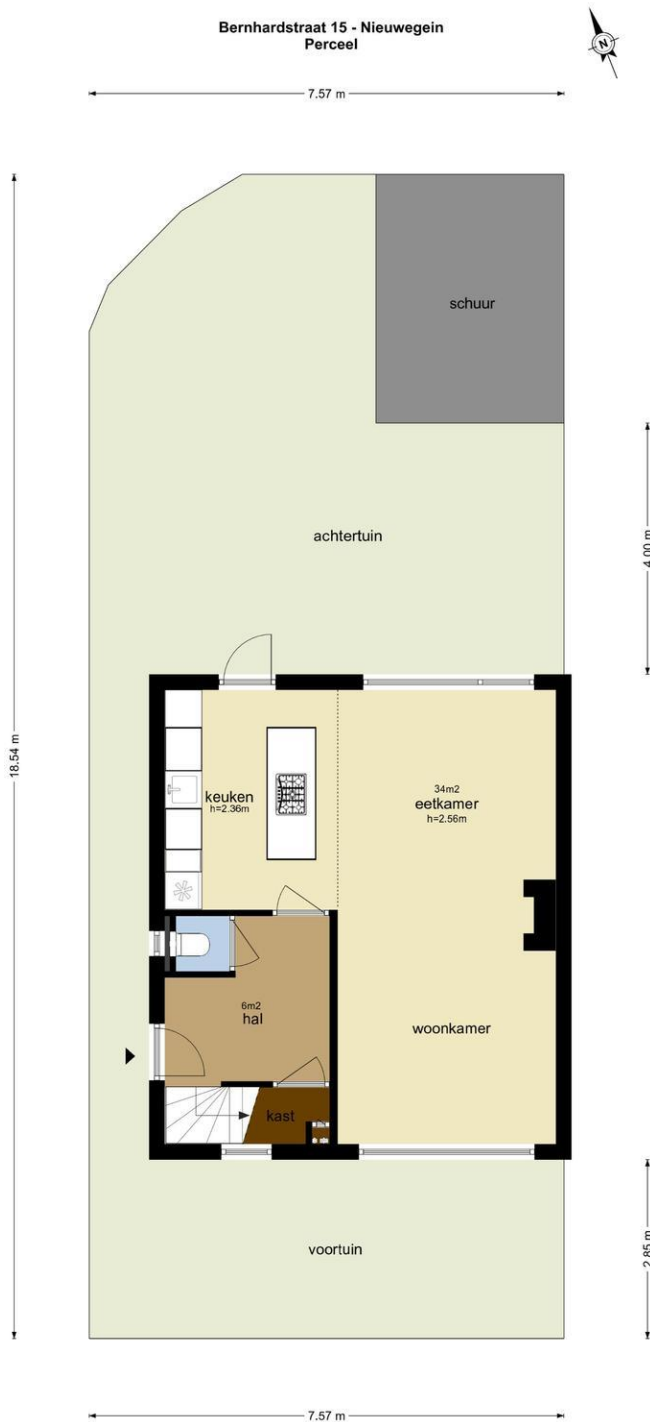 Bernhardstraat 15 - Nieuwegein
Perceel
N
7.57 m
schuur
achtertuin
4.00 m
18.54 m
keuken
h=2.36m
34m2
eetkamer
h=2.56m
6m2
hal
woonkamer
kast
voortuin
2.85 m
7.57 m